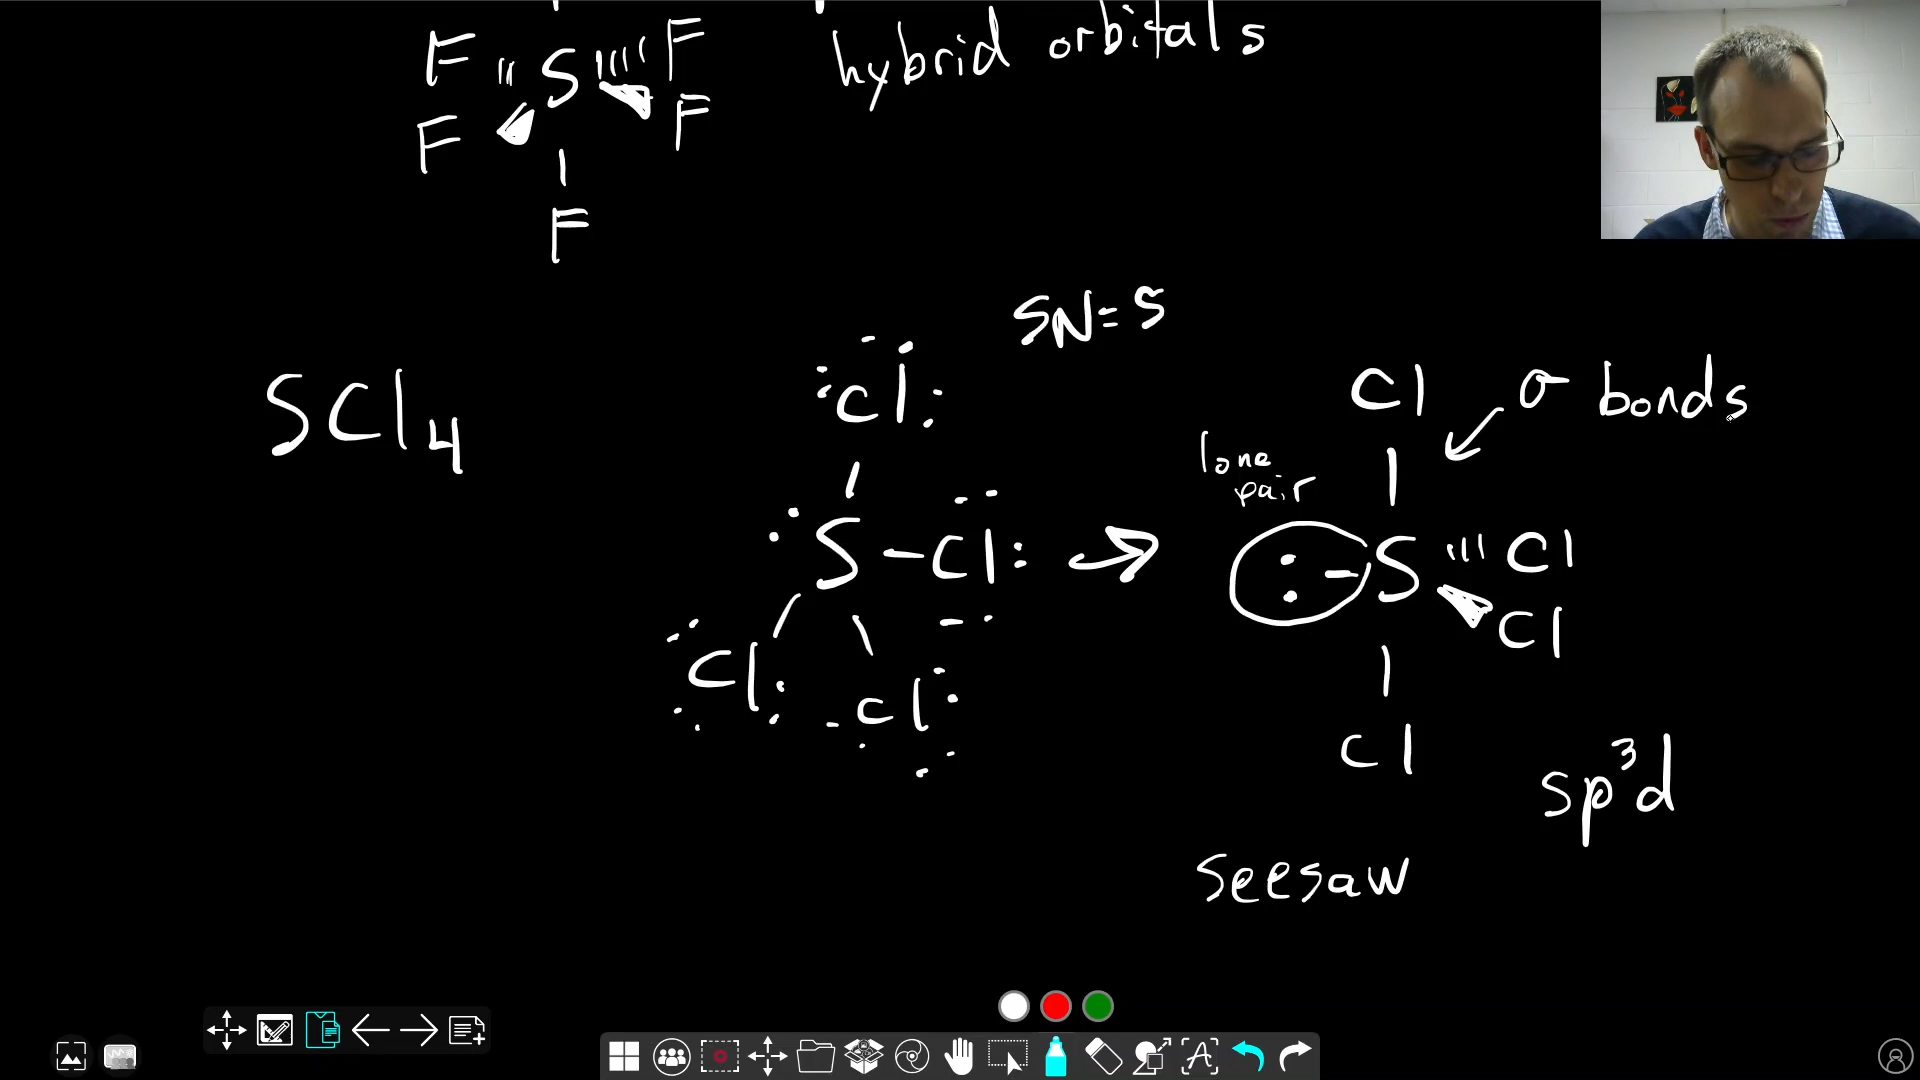 F S F
hybrid orbitals
F F
F
SN=5
SCl4
Cl
Cl
σ bonds
lone
pair
S-Cl
:-S Cl
Cl
Cl
Cl
Cl
sp3d
seesaw